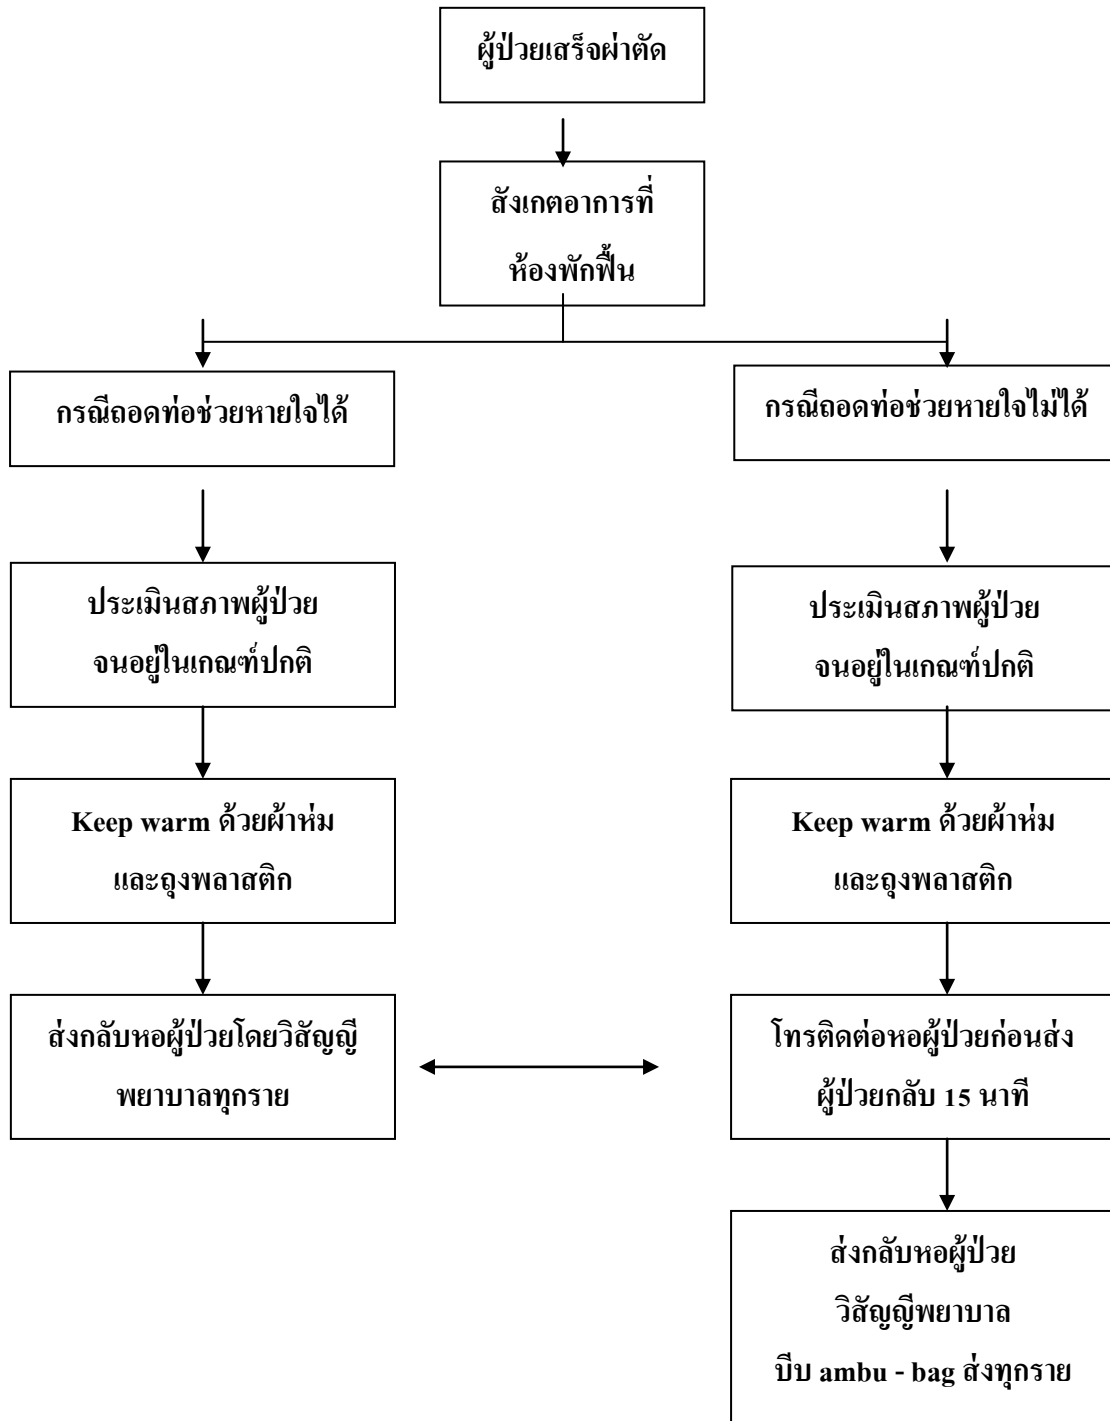 ผู้ป่วยเสร็จผ่าตัด
สังเกตอาการที่
ห้องพักฟื้น
กรณีถอดท่อช่วยหายใจได้
กรณีถอดท่อช่วยหายใจไม่ได้
ประเมินสภาพผู้ป่วย
จนอยู่ในเกณฑ์ปกติ
ประเมินสภาพผู้ป่วย
จนอยู่ในเกณฑ์ปกติ
Keep warm ด้วยผ้าห่ม
และถุงพลาสติก
Keep warm ด้วยผ้าห่ม
และถุงพลาสติก
ส่งกลับหอผู้ป่วยโดยวิสัญญี
พยาบาลทุกราย
โทรติดต่อหอผู้ป่วยก่อนส่ง
ผู้ป่วยกลับ 15 นาที
ส่งกลับหอผู้ป่วย
วิสัญญีพยาบาล
บีบ ambu - bag ส่งทุกราย